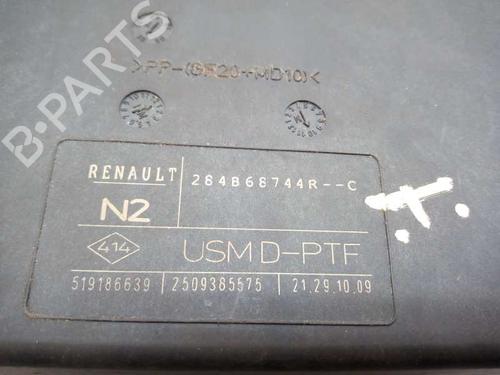 B-PARTS
>PP-(GF20+MD10)<
RENAULT 284B68744R--C
N2
414 USM D-PTF
519186639 2509385575 21.29.10.09